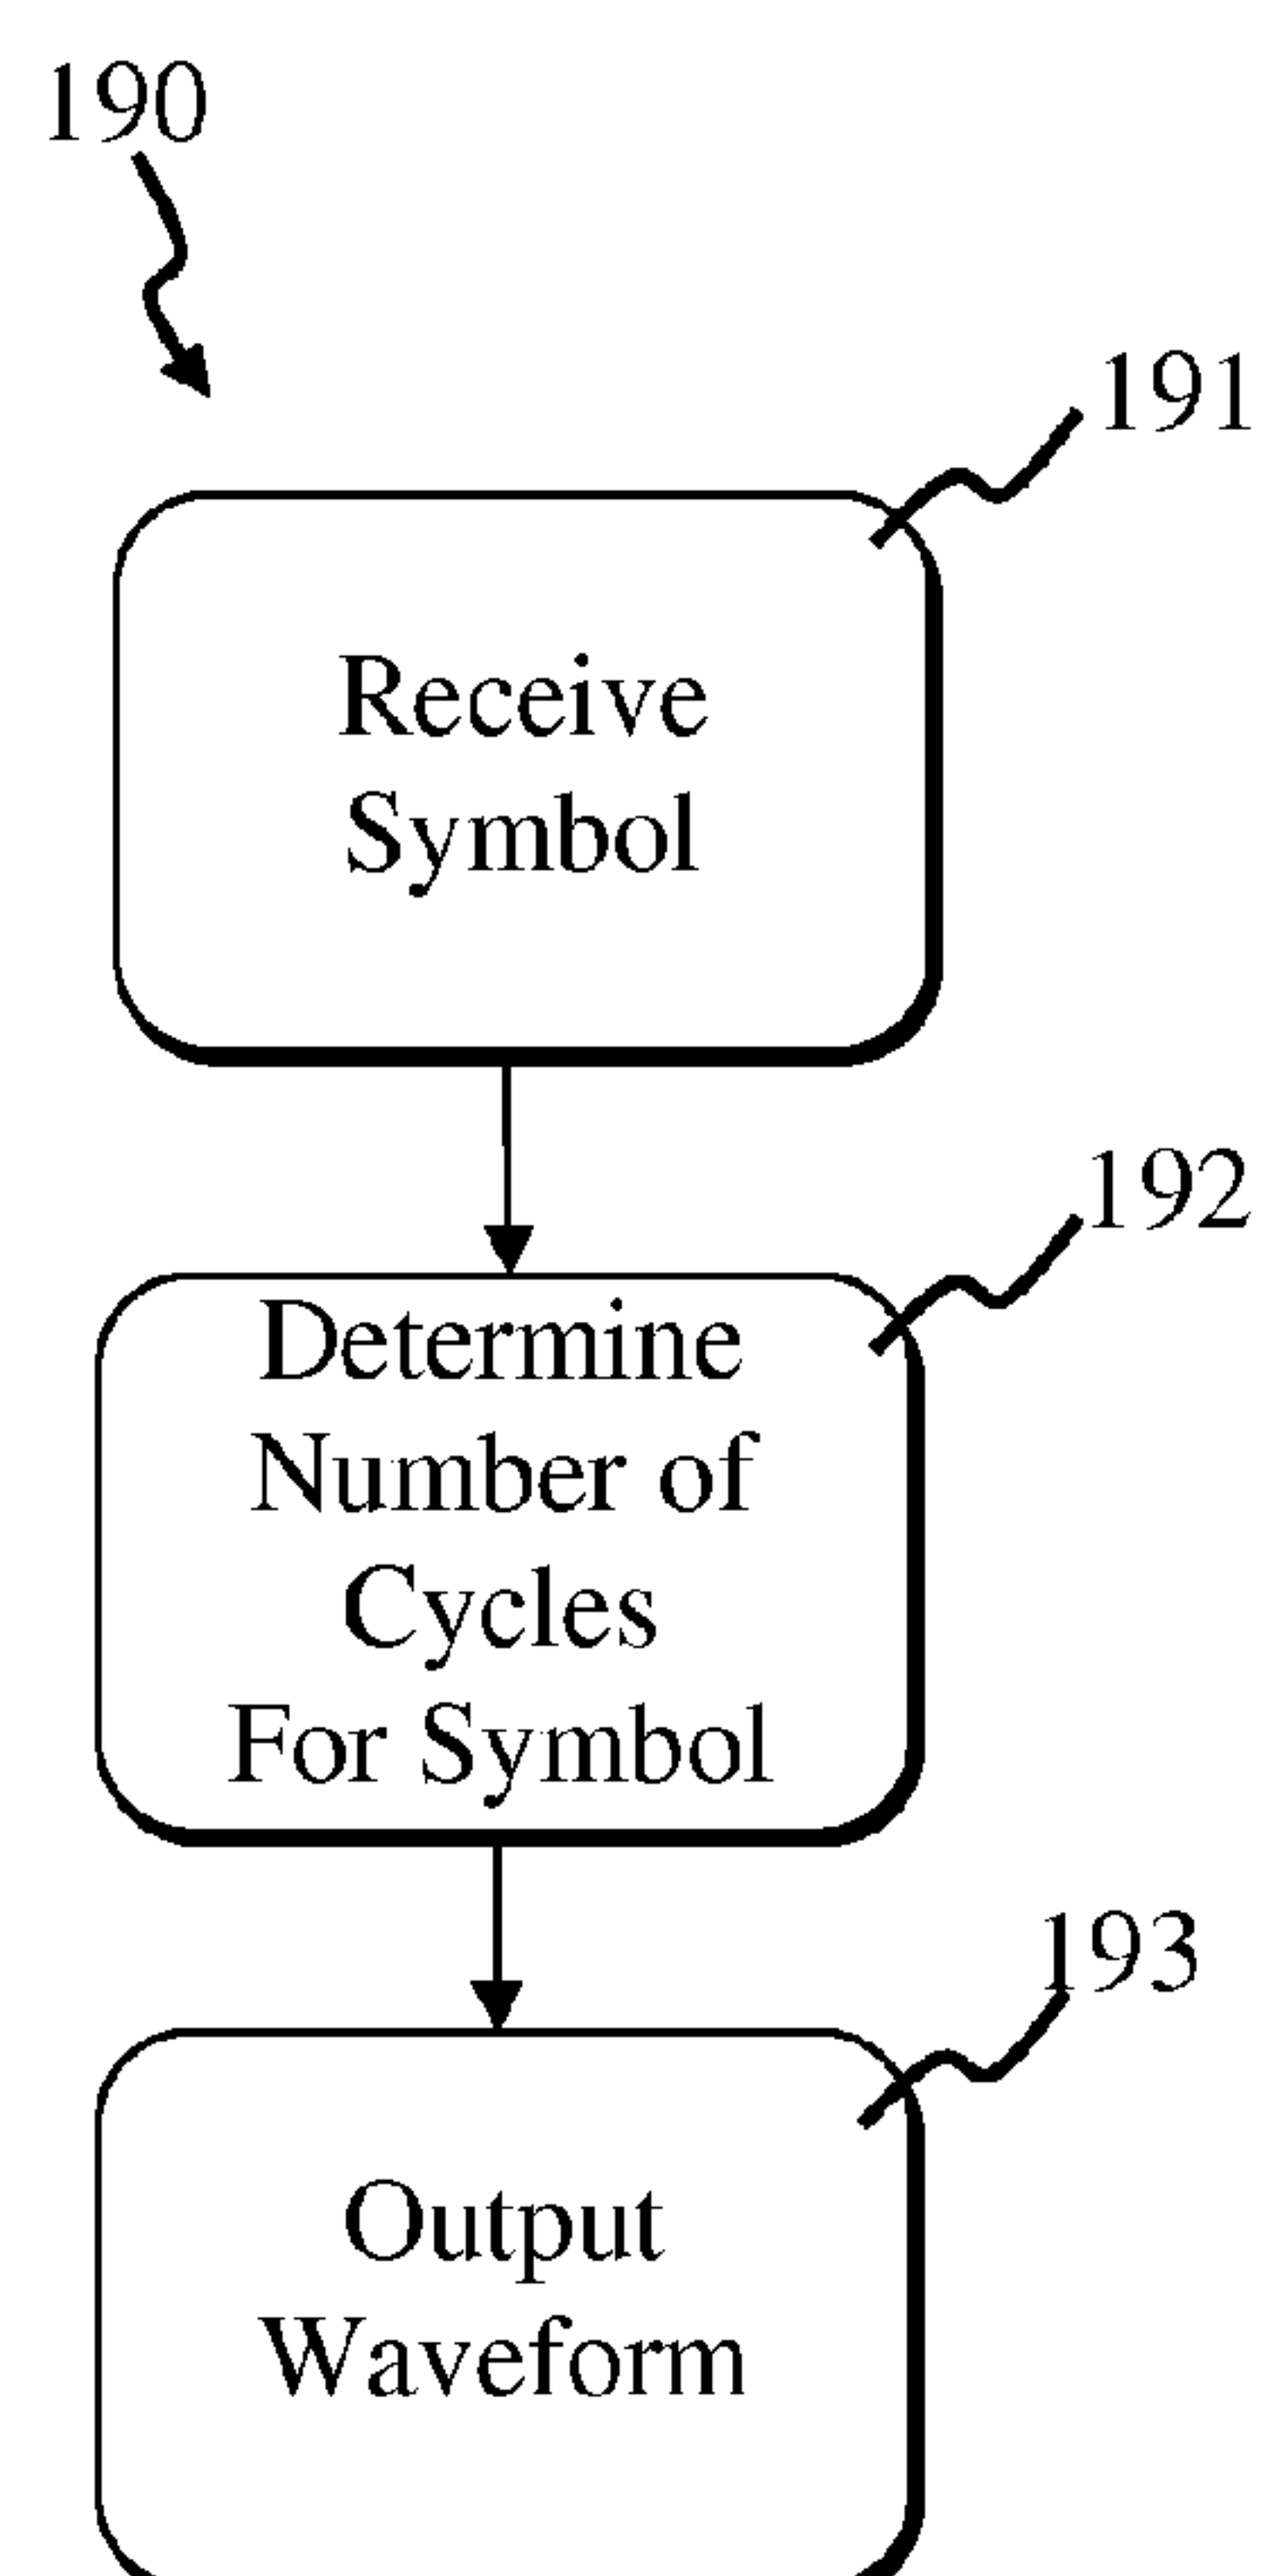 190
191
Receive
Symbol
192
Determine
Number of
Cycles
For Symbol
193
Output
Waveform